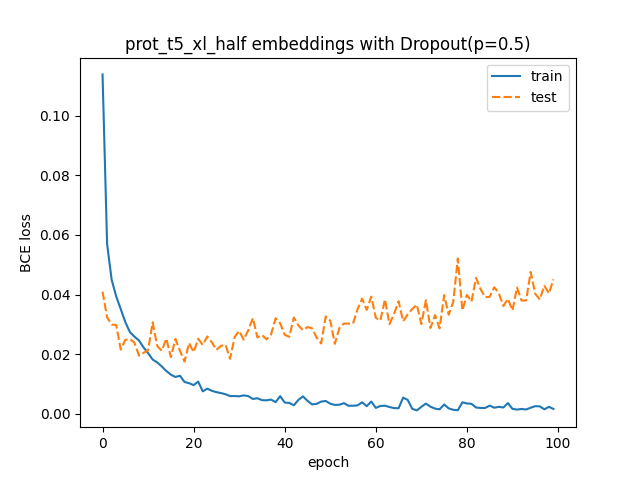 prot_t5_xl_half embeddings with Dropout(p=0.5)
train
test
BCE loss
0.10
0.08
0.06
0.04
0.02
0.00
0 20 40 60 80 100
epoch